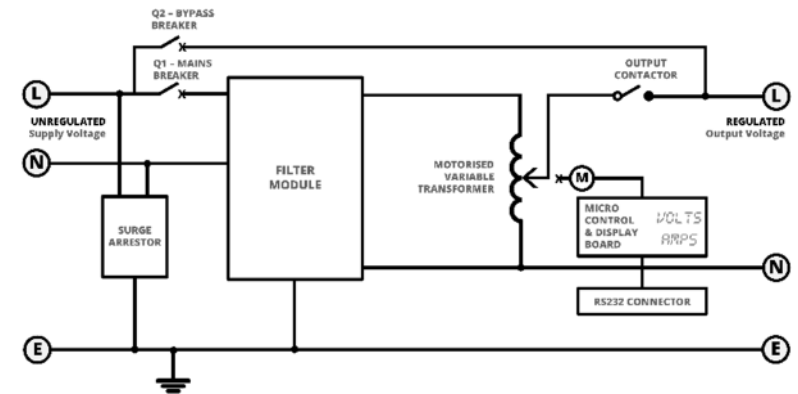 Q2 – BYPASS
BREAKER
Q1 – MAINS
BREAKER
OUTPUT
CONTACTOR
L
L
UNREGULATED
Supply Voltage
REGULATED
Output Voltage
N
FILTER
MODULE
MOTORISED
VARIABLE
TRANSFORMER
M
SURGE
ARRESTOR
MICRO
CONTROL
& DISPLAY
BOARD
VOLTS
AMPS
N
RS232 CONNECTOR
E
E